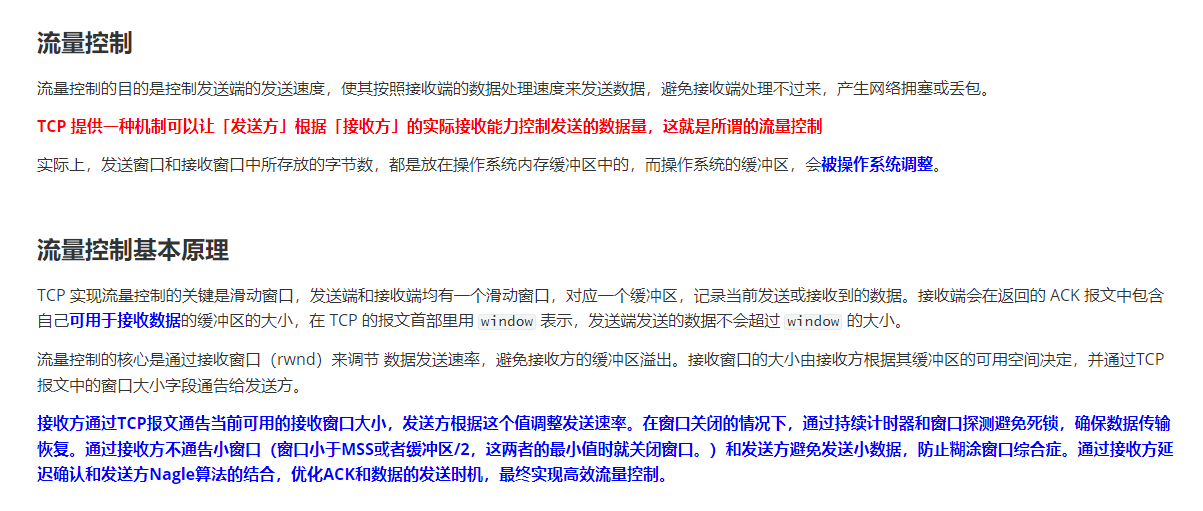 流量控制
流量控制的目的是控制发送端的发送速度，使其按照接收端的数据处理速度来发送数据，避免接收端处理不过来，产生网络拥塞或丢包。
TCP 提供一种机制可以让「发送方」根据「接收方」的实际接收能力控制发送的数据量，这就是所谓的流量控制
实际上，发送窗口和接收窗口中所存放的字节数，都是放在操作系统内存缓冲区中的，而操作系统的缓冲区，会被操作系统调整。
流量控制基本原理
TCP 实现流量控制的关键是滑动窗口，发送端和接收端均有一个滑动窗口，对应一个缓冲区，记录当前发送或接收到的数据。接收端会在返回的 ACK 报文中包含
自己可用于接收数据的缓冲区的大小，在 TCP 的报文首部里用 window 表示，发送端发送的数据不会超过 window 的大小。
流量控制的核心是通过接收窗口（rwnd）来调节 数据发送速率，避免接收方的缓冲区溢出。接收窗口的大小由接收方根据其缓冲区的可用空间决定，并通过TCP
报文中的窗口大小字段通告给发送方。
接收方通过TCP报文通告当前可用的接收窗口大小，发送方根据这个值调整发送速率。在窗口关闭的情况下，通过持续计时器和窗口探测避免死锁，确保数据传输
恢复。通过接收方不通告小窗口（窗口小于MSS或者缓冲区/2，这两者的最小值时就关闭窗口。）和发送方避免发送小数据，防止糊涂窗口综合症。通过接收方延
迟确认和发送方Nagle算法的结合，优化ACK和数据的发送时机，最终实现高效流量控制。